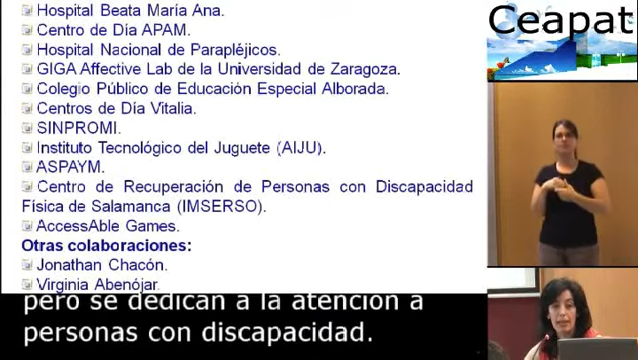 Hospital Beata María Ana.
Centro de Día APAM.
Hospital Nacional de Parapléjicos.
GIGA Affective Lab de la Universidad de Zaragoza.
Colegio Público de Educación Especial Alborada.
Centros de Día Vitalia.
SINPROMI.
Instituto Tecnológico del Juguete (AIJU).
ASPAYM.
Centro de Recuperación de Personas con Discapacidad
Física de Salamanca (IMSERSO).
AccessAble Games.
Otras colaboraciones:
Jonathan Chacón.
Virginia Abenójar.
pero se dedican a la atención a
personas con discapacidad.
Ceapat